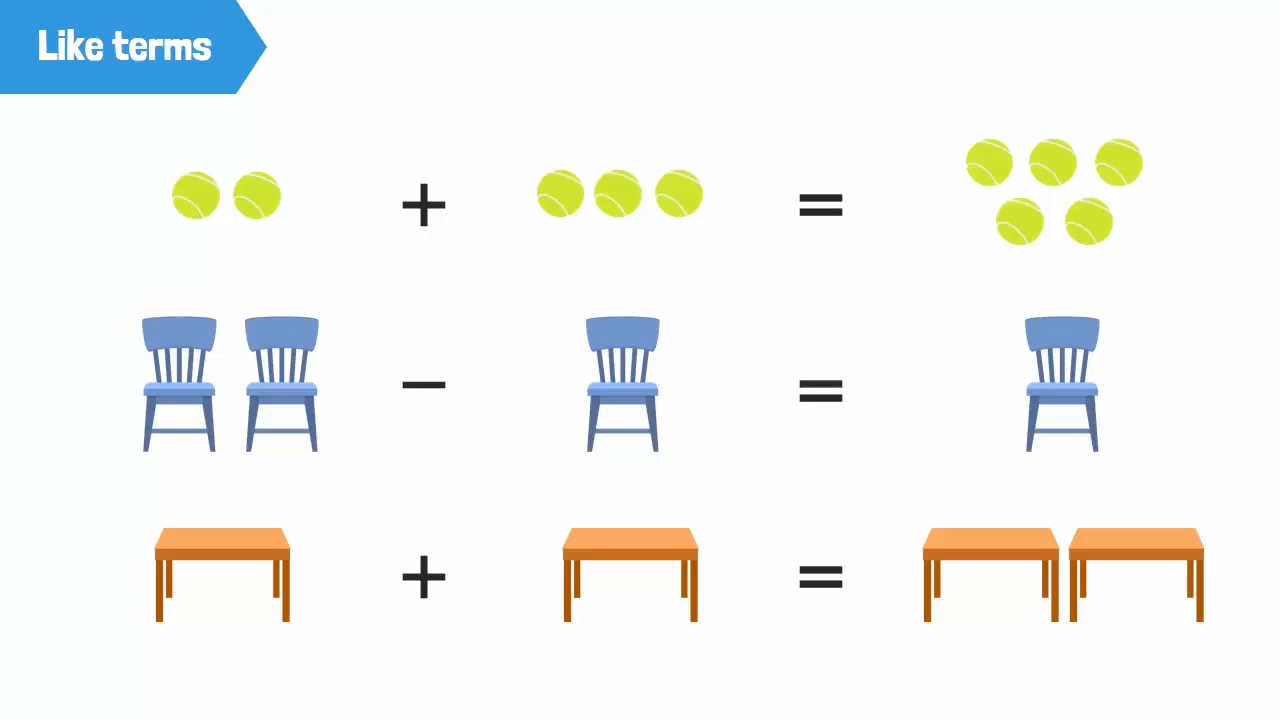 Like terms
+ =
− =
+ =